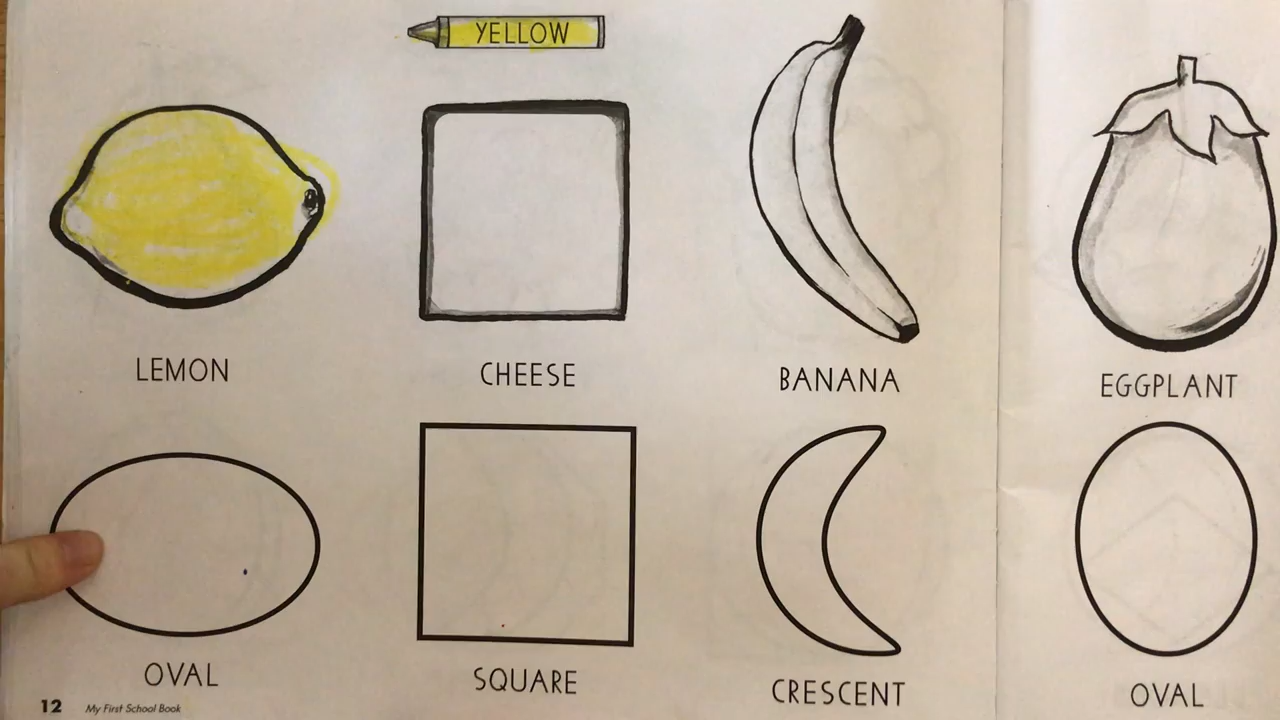 YELLOW
LEMON
CHEESE
BANANA
EGGPLANT
OVAL
SQUARE
CRESCENT
OVAL
12 My First School Book